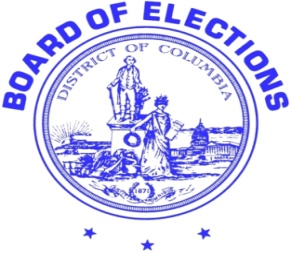 BOARD OF ELECTIONS
DISTRICT OF COLUMBIA
1871